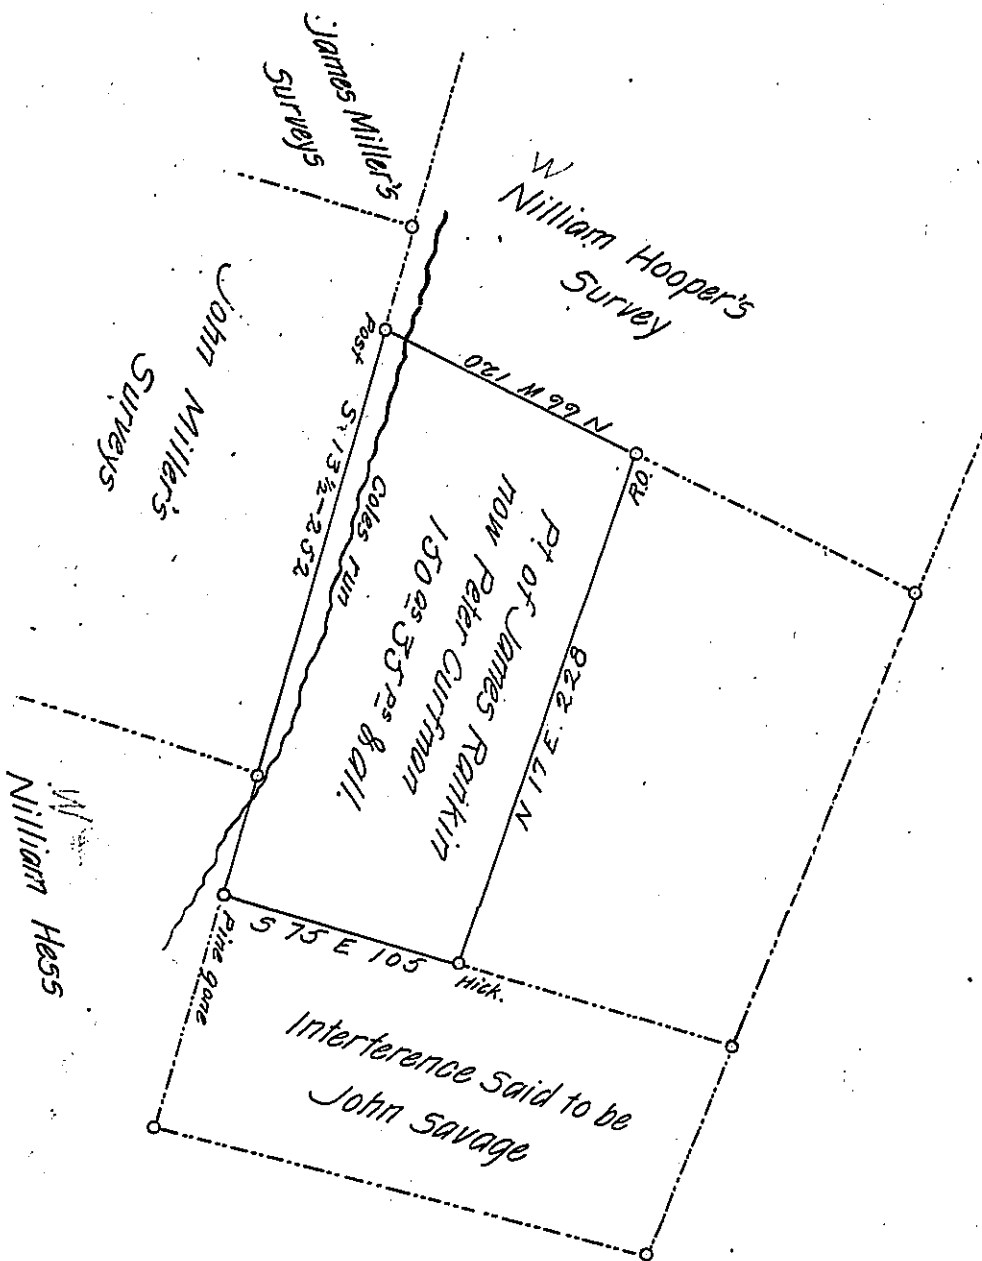 James Miller's
Surveys
W
Nilliam Hooper's
Survey
John Miller's
Surveys
Post
N 66 W 120
R.O.
S. 13½ - 252
Coles run
Pt of James Rankin
now Peter Curfman
150 as 35 ps & all.
N 17 E. 228
W
Nilliam Hess
Pine gone
S 75 E 105
Hick.
Interference Said to be
John Savage